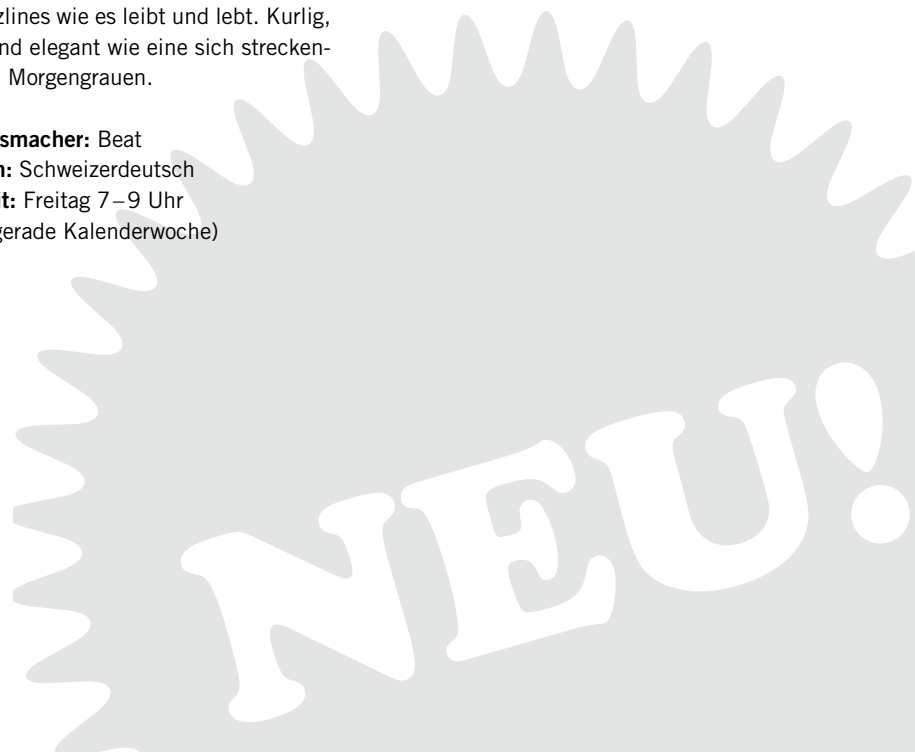 zlines wie es leibt und lebt. Kurlig,
nd elegant wie eine sich strecken-
Morgengrauen.
smacher: Beat
: Schweizerdeutsch
it: Freitag 7–9 Uhr
gerade Kalenderwoche)
NEU!